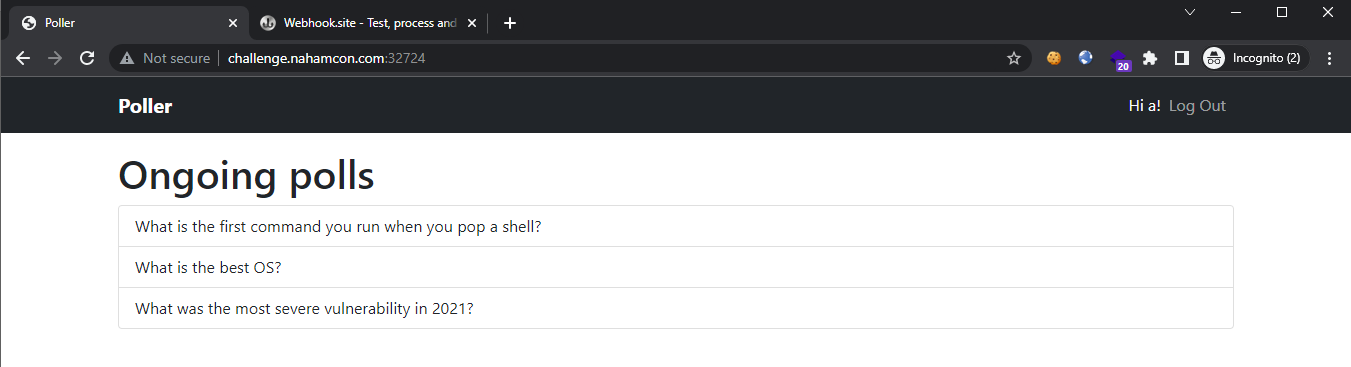 Poller
Webhook.site - Test, process and
Not secure
challenge.nahamcon.com:32724
20
Incognito (2)
Poller
Hi a! Log Out
Ongoing polls
What is the first command you run when you pop a shell?
What is the best OS?
What was the most severe vulnerability in 2021?